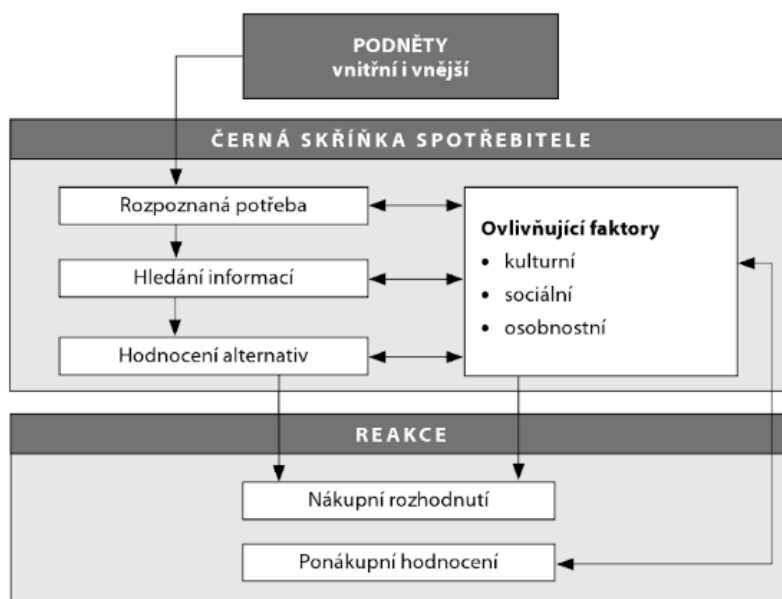 PODNĚTY
vnitřní i vnější
ČERNÁ SKŘÍŇKA SPOTŘEBITELE
Rozpoznaná potřeba
Hledání informací
Hodnocení alternativ
Ovlivňující faktory
• kulturní
• sociální
• osobnostní
REAKCE
Nákupní rozhodnutí
Ponákupní hodnocení